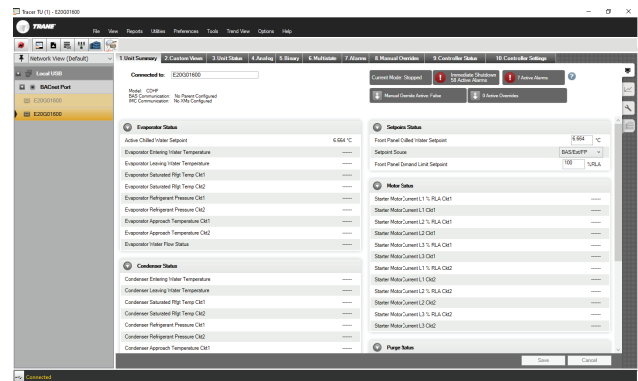 Tracer TU (1) - E20G01600
TRANE
File View Reports Utilities Preferences Tools Trend View Options Help
Network View (Default)
Local USB
BACnet Port
E20G01600
E20G01600
1.Unit Summary 2.Custom Views 3.Unit Status 4.Analog 5.Binary 6.Multistate 7.Alarms 8.Manual Overrides 9.Controller Status 10.Controller Settings
Connected to: E20G01600
Model: CDHF
BAS Communication: No Parent Configured
IMC Communication: No XMs Configured
Current Mode: Stopped
Immediate Shutdown
58 Active Alarms
7 Active Alarms
Manual Override Active: False
0 Active Overrides
Evaporator Status
Active Chilled Water Setpoint 6.664 °C
Evaporator Entering Water Temperature -----
Evaporator Leaving Water Temperature -----
Evaporator Saturated Rfgt Temp Ckt1 -----
Evaporator Saturated Rfgt Temp Ckt2 -----
Evaporator Refrigerant Pressure Ckt1 -----
Evaporator Refrigerant Pressure Ckt2 -----
Evaporator Approach Temperature Ckt1 -----
Evaporator Approach Temperature Ckt2 -----
Evaporator Water Flow Status -----
Condenser Status
Condenser Entering Water Temperature -----
Condenser Leaving Water Temperature -----
Condenser Saturated Rfgt Temp Ckt1 -----
Condenser Saturated Rfgt Temp Ckt2 -----
Condenser Refrigerant Pressure Ckt1 -----
Condenser Refrigerant Pressure Ckt2 -----
Condenser Approach Temperature Ckt1 -----
Setpoints Status
Front Panel Chilled Water Setpoint 6.664 °C
Setpoint Source BAS/Ext/FP
Front Panel Demand Limit Setpoint 100 %RLA
Motor Status
Starter Motor Current L1 % RLA Ckt1 -----
Starter Motor Current L1 Ckt1 -----
Starter Motor Current L2 % RLA Ckt1 -----
Starter Motor Current L2 Ckt1 -----
Starter Motor Current L3 % RLA Ckt1 -----
Starter Motor Current L3 Ckt1 -----
Starter Motor Current L1 % RLA Ckt2 -----
Starter Motor Current L1 Ckt2 -----
Starter Motor Current L2 % RLA Ckt2 -----
Starter Motor Current L2 Ckt2 -----
Starter Motor Current L3 % RLA Ckt2 -----
Starter Motor Current L3 Ckt2 -----
Purge Status
Save Cancel
Connected